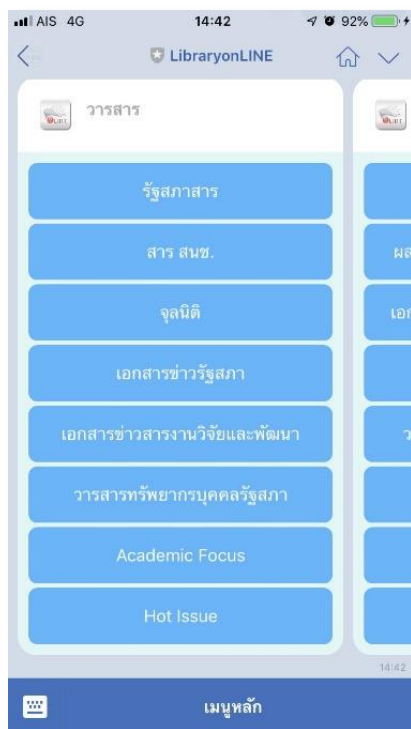 AIS 4G 14:42 92%
LibraryonLINE
วารสาร
รัฐสภาสาร
สาร สนช.
จุลนิติ
เอกสารข่าวรัฐสภา
เอกสารข่าวสารงานวิจัยและพัฒนา
วารสารทรัพยากรบุคคลรัฐสภา
Academic Focus
Hot Issue
14:42
เมนูหลัก